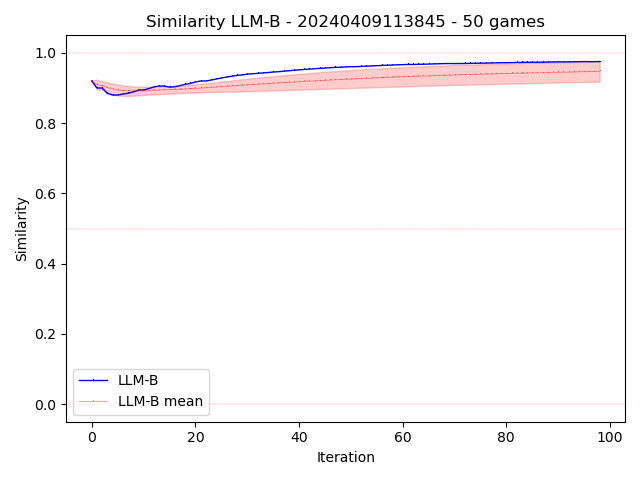 Similarity LLM-B - 20240409113845 - 50 games
Similarity
1.0
0.8
0.6
0.4
0.2
0.0
LLM-B
LLM-B mean
0 20 40 60 80 100
Iteration